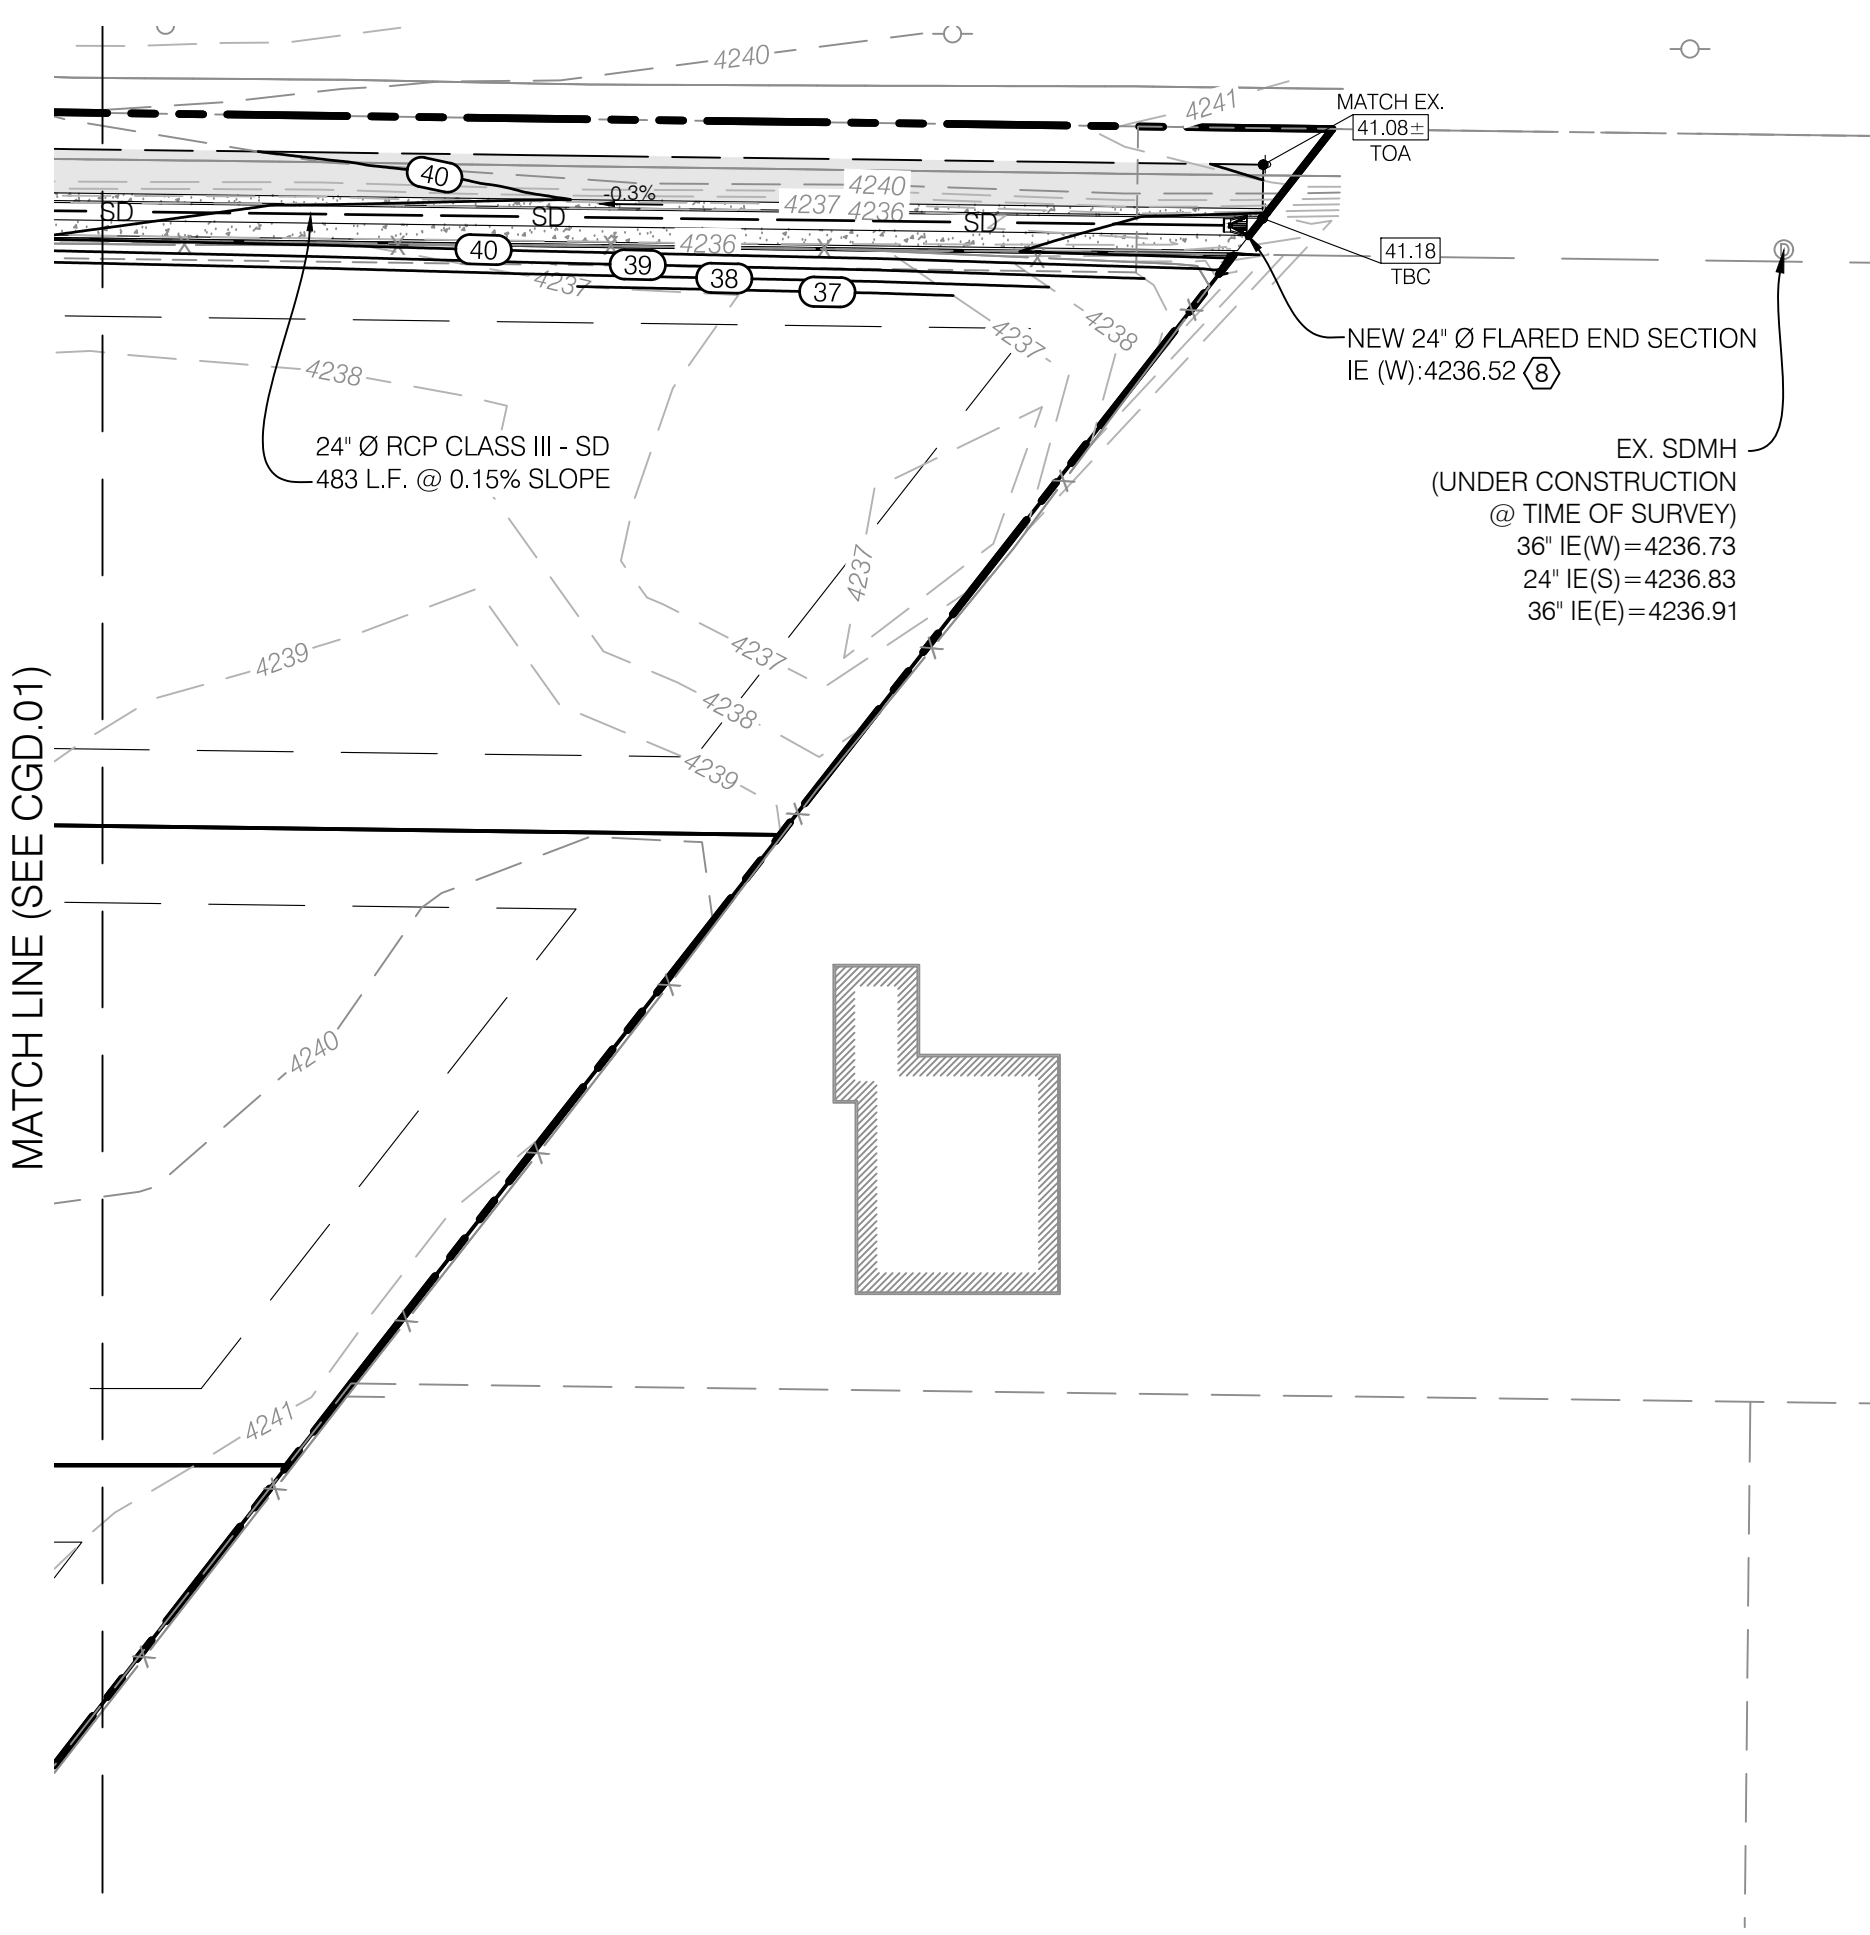 4240
4241
MATCH EX.
41.08±
TOA
40
-0.3%
4240
4237
4236
SD
SD
SD
4236
40
39
38
37
4237
41.18
TBC
4237
4238
NEW 24" Ø FLARED END SECTION
IE (W):4236.52 8
4238
24" Ø RCP CLASS III - SD
483 L.F. @ 0.15% SLOPE
EX. SDMH
(UNDER CONSTRUCTION
@ TIME OF SURVEY)
36" IE(W)=4236.73
24" IE(S)=4236.83
36" IE(E)=4236.91
D
4237
4239
4237
4238
4239
MATCH LINE (SEE CGD.01)
4240
4241